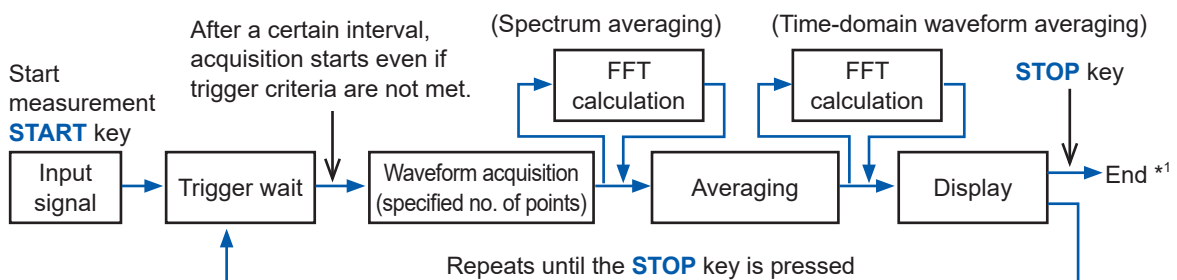 Start
measurement
START key
After a certain interval,
acquisition starts even if
trigger criteria are not met.
(Spectrum averaging)
FFT
calculation
(Time-domain waveform averaging)
FFT
calculation
STOP key
Input
signal
Trigger wait
Waveform acquisition
(specified no. of points)
Averaging
Display
End *1
Repeats until the STOP key is pressed